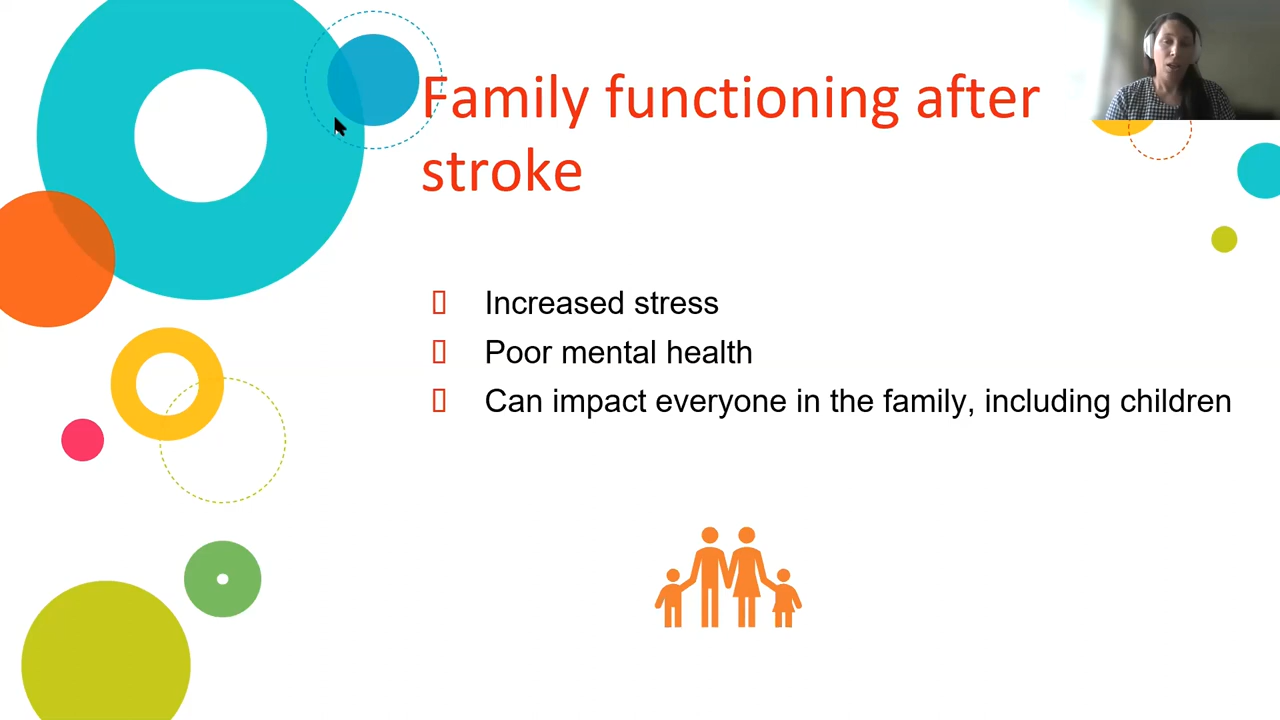 Family functioning after
stroke
Increased stress
Poor mental health
Can impact everyone in the family, including children